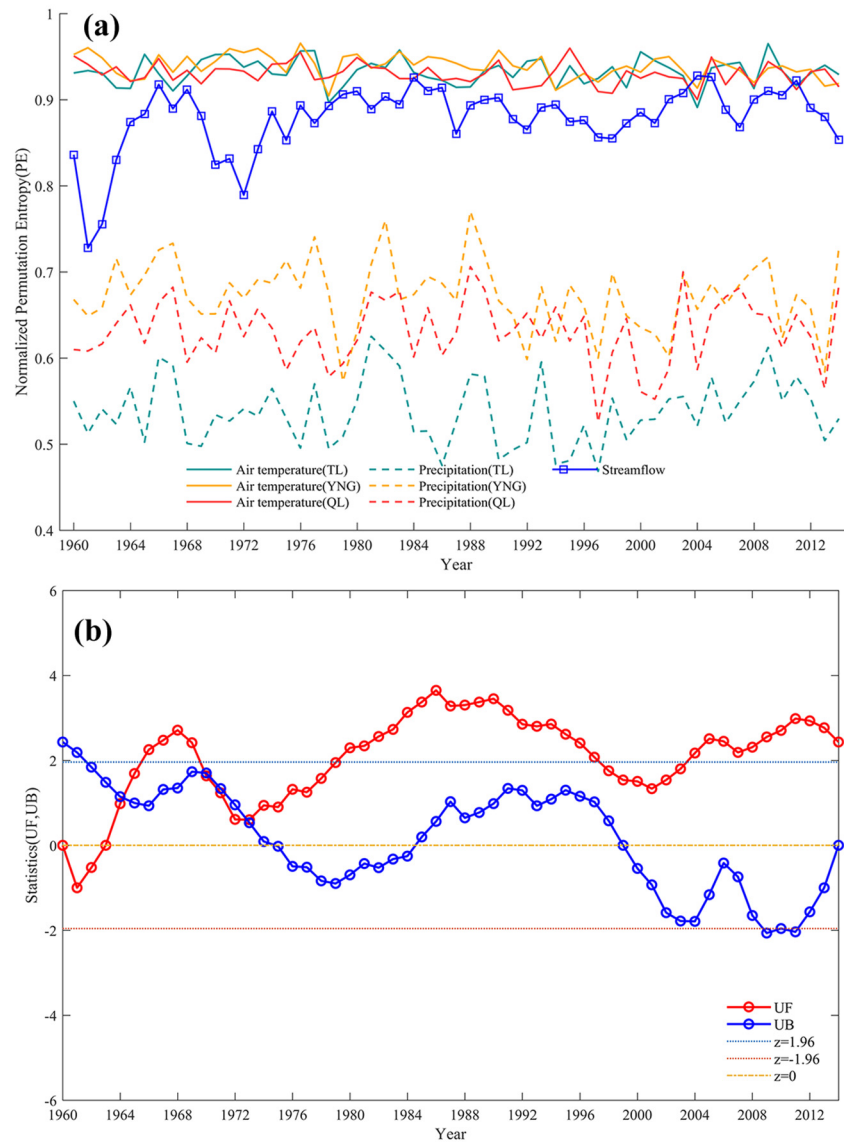 (a)
Normalized Permutation Entropy(PE)
1
0.9
0.8
0.7
0.6
0.5
0.4
Air temperature(TL) Precipitation(TL) Streamflow
Air temperature(YNG) Precipitation(YNG)
Air temperature(QL) Precipitation(QL)
1960 1964 1968 1972 1976 1980 1984 1988 1992 1996 2000 2004 2008 2012
Year
(b)
Statistics(UF,UB)
6
4
2
0
-2
-4
-6
UF
UB
z=1.96
z=-1.96
z=0
1960 1964 1968 1972 1976 1980 1984 1988 1992 1996 2000 2004 2008 2012
Year